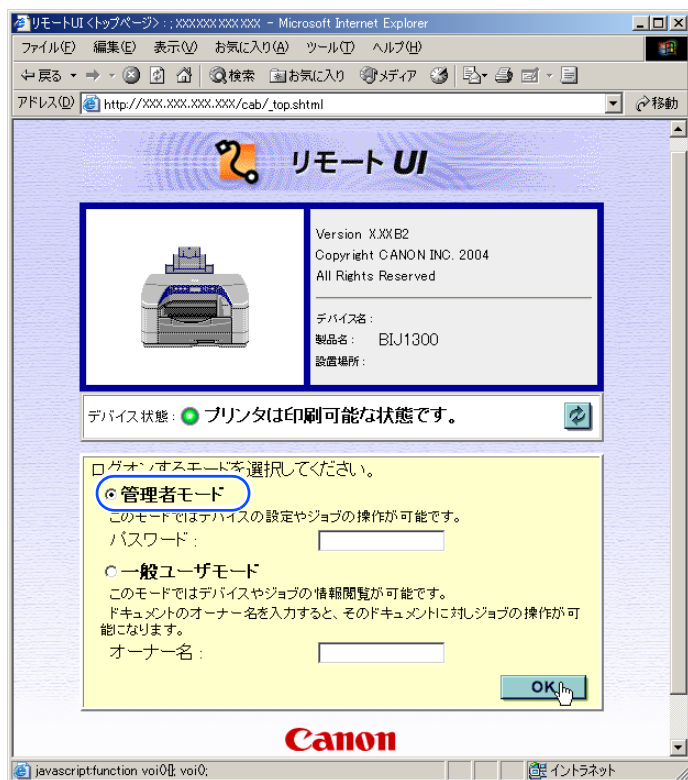 リモートUI <トップページ> : ; XXXXXX XXX XXX - Microsoft Internet Explorer
ファイル(F) 編集(E) 表示(V) お気に入り(A) ツール(T) ヘルプ(H)
戻る 検索 お気に入り メディア
アドレス(D) http://XXX.XXX.XXX.XXX/cab/_top.shtml 移動
リモート UI
Version X.XX B2
Copyright CANON INC. 2004
All Rights Reserved
デバイス名 :
製品名 : BIJ1300
設置場所 :
デバイス状態 : プリンタは印刷可能な状態です。
ログオンするモードを選択してください。
管理者モード
このモードではデバイスの設定やジョブの操作が可能です。
パスワード :
一般ユーザモード
このモードではデバイスやジョブの情報閲覧が可能です。
ドキュメントのオーナー名を入力すると、そのドキュメントに対しジョブの操作が可
能になります。
オーナー名 :
OK
Canon
javascript:function voi0{}; voi0; イントラネット